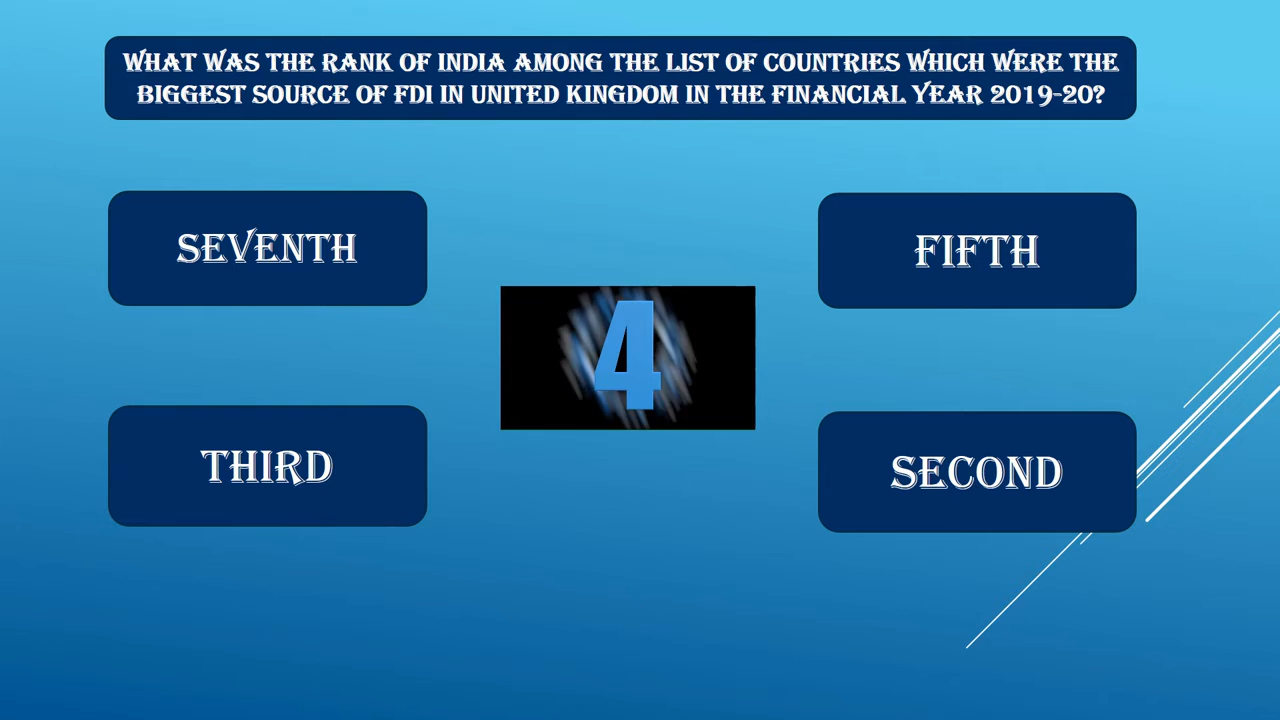 WHAT WAS THE RANK OF INDIA AMONG THE LIST OF COUNTRIES WHICH WERE THE
BIGGEST SOURCE OF FDI IN UNITED KINGDOM IN THE FINANCIAL YEAR 2019-20?
SEVENTH
FIFTH
4
THIRD
SECOND